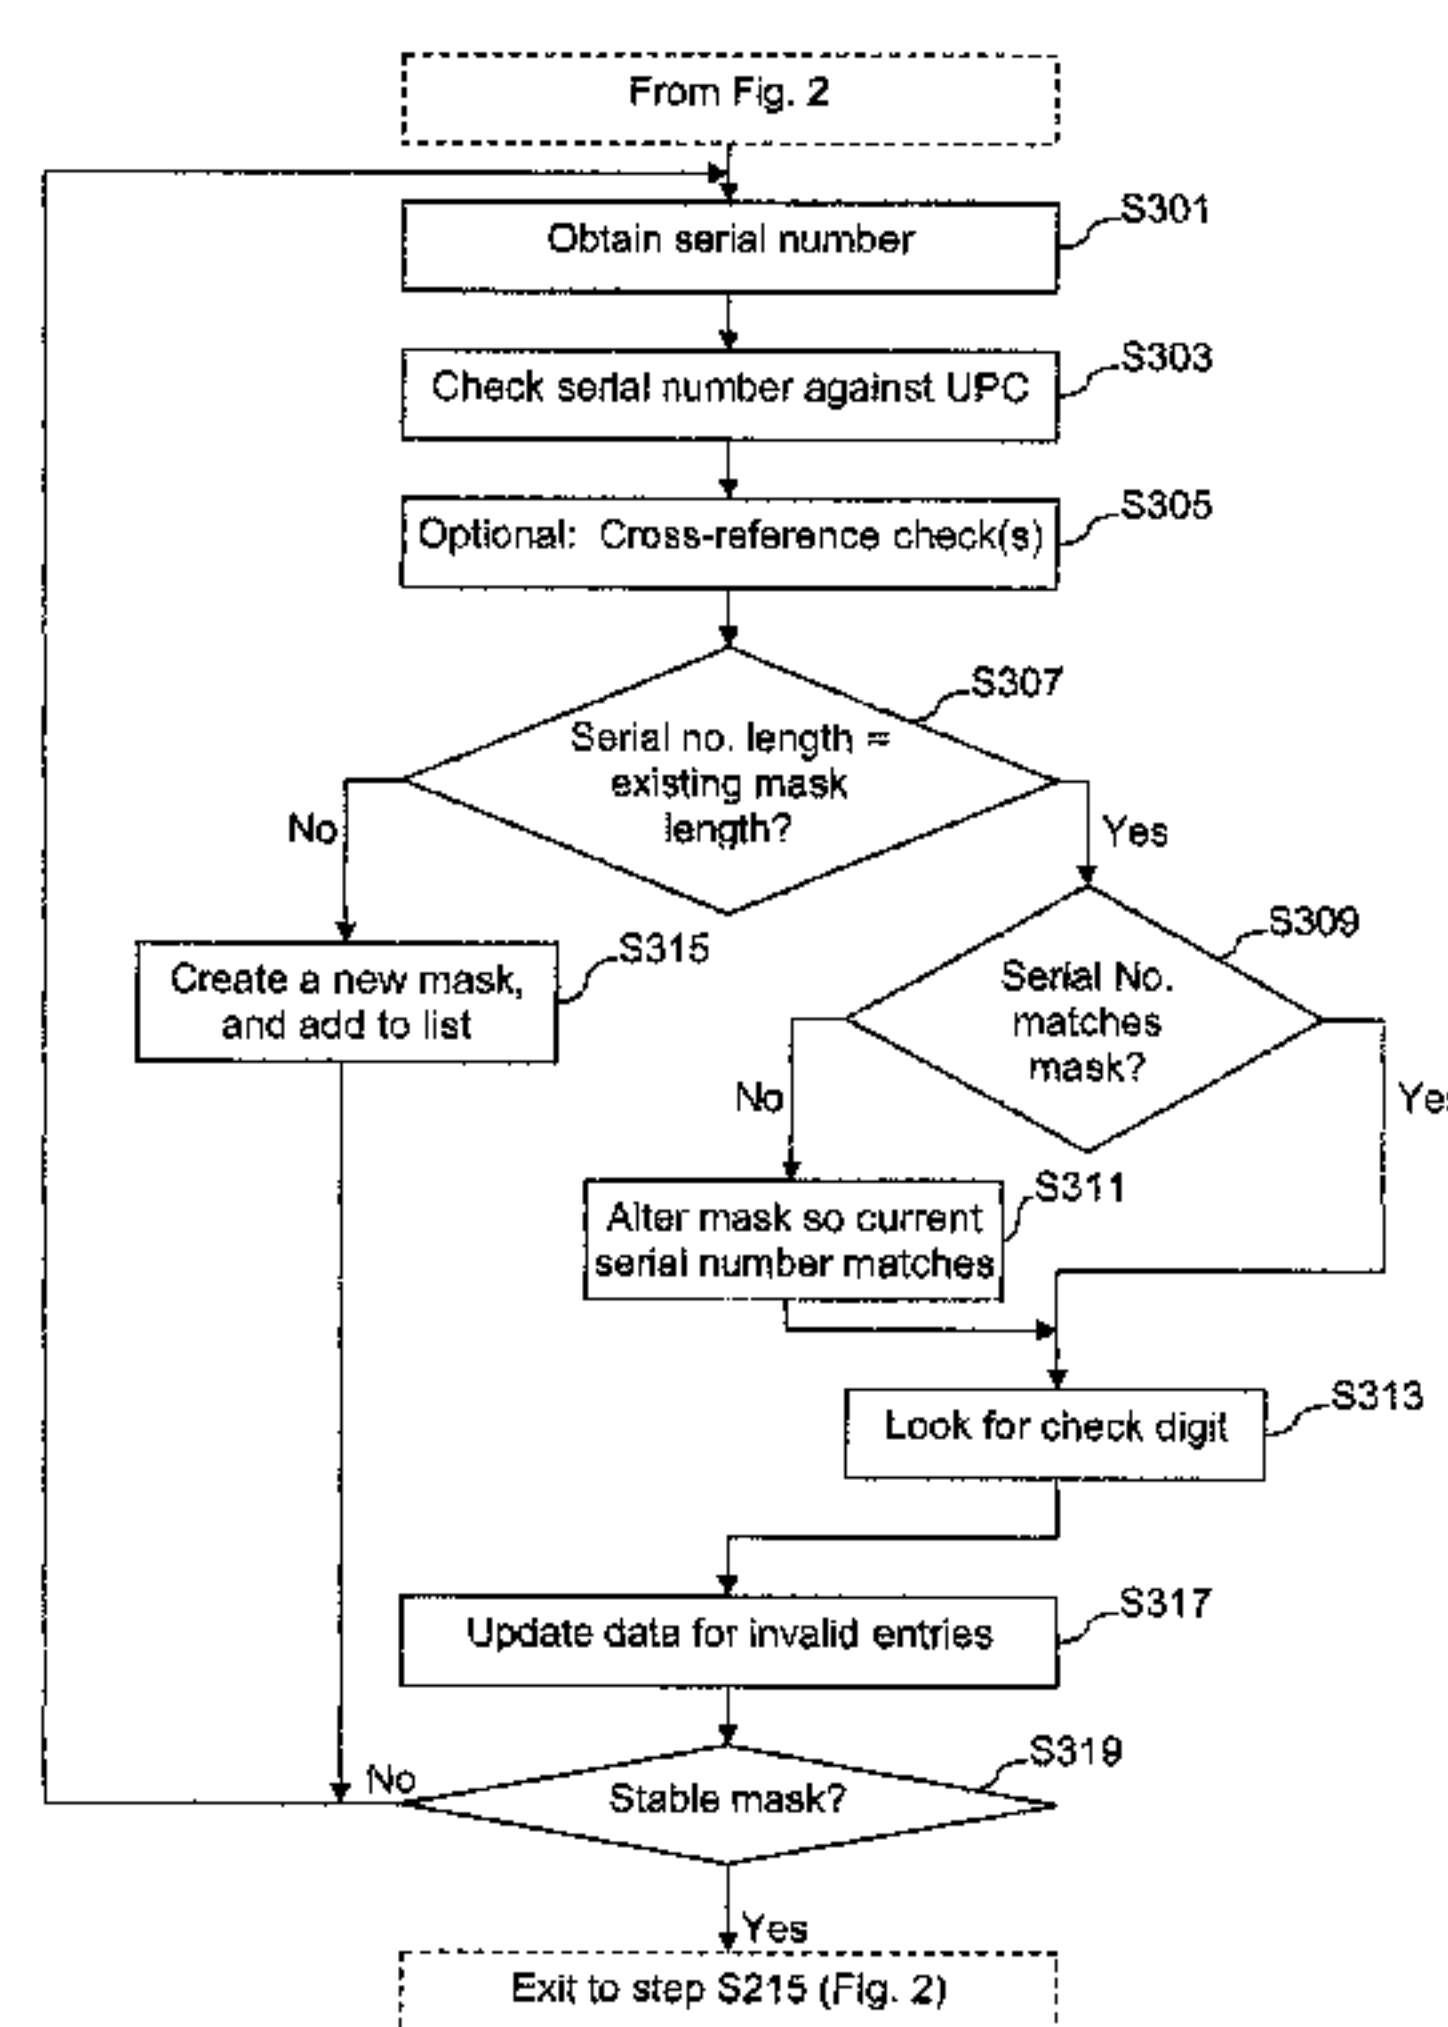 From Fig. 2
S301
Obtain serial number
S303
Check serial number against UPC
S305
Optional: Cross-reference check(s)
S307
Serial no. length =
existing mask
length?
No
Yes
S315
Create a new mask,
and add to list
S309
Serial No.
matches
mask?
No
Yes
S311
Alter mask so current
serial number matches
S313
Look for check digit
S317
Update data for invalid entries
S319
Stable mask?
No
Yes
Exit to step S215 (Fig. 2)